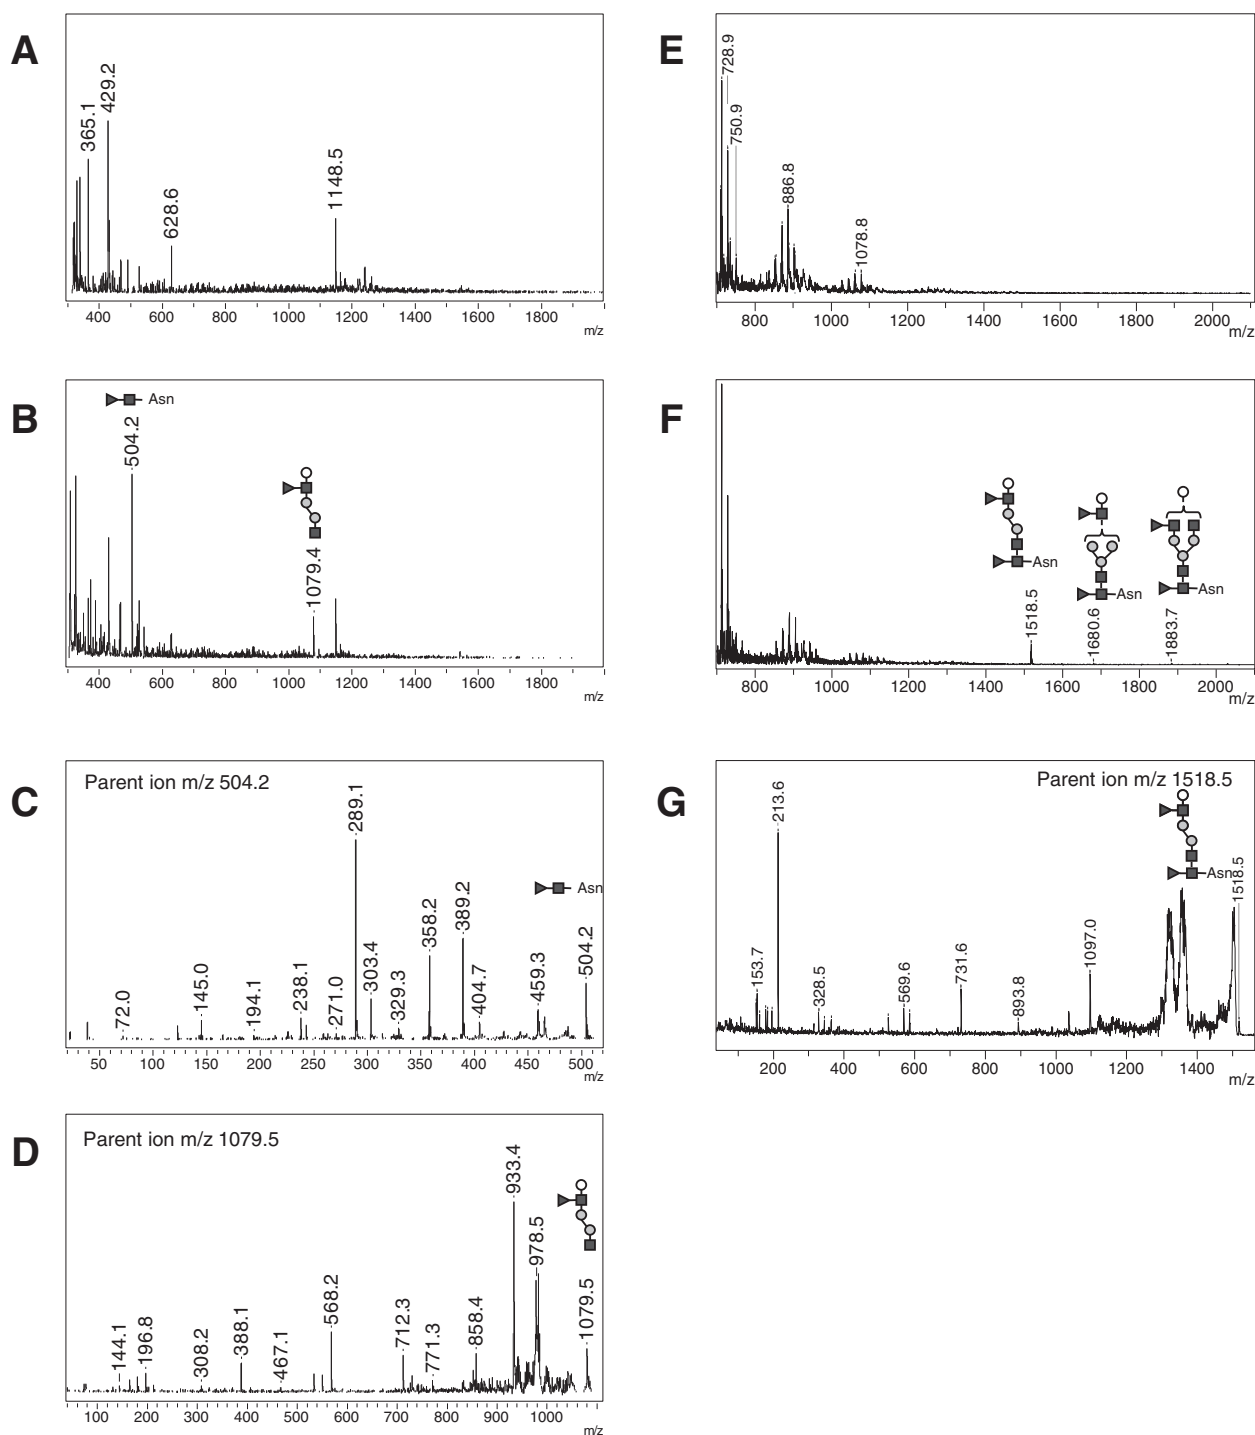 A
365.1
429.2
628.6
1148.5
400 600 800 1000 1200 1400 1600 1800
m/z
B
Asn
504.2
1079.4
1148.5
400 600 800 1000 1200 1400 1600 1800
m/z
C
Parent ion m/z 504.2
72.0
145.0
194.1
238.1
271.0
289.1
303.4
329.3
358.2
389.2
404.7
459.3
504.2
Asn
50 100 150 200 250 300 350 400 450 500
m/z
D
Parent ion m/z 1079.5
144.1
196.8
308.2
388.1
467.1
568.2
712.3
771.3
858.4
933.4
978.5
1079.5
100 200 300 400 500 600 700 800 900 1000
m/z
E
728.9
750.9
886.8
1078.8
800 1000 1200 1400 1600 1800 2000
m/z
F
Asn
Asn
Asn
1518.5
1680.6
1883.7
800 1000 1200 1400 1600 1800 2000
m/z
G
Parent ion m/z 1518.5
153.7
213.6
328.5
569.6
731.6
893.8
1097.0
Asn
1518.5
200 400 600 800 1000 1200 1400
m/z